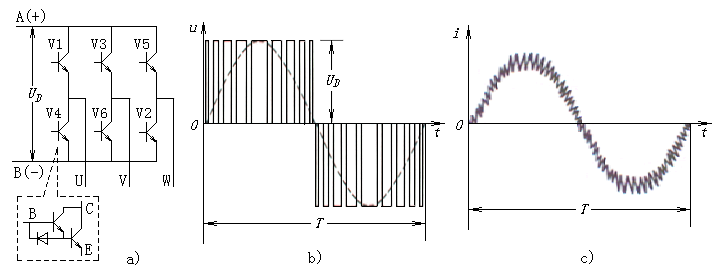 A(+)
V1 V3 V5
U_D
V4 V6 V2
B(-)
U V W
B C
E
a)
u
U_D
0
t
T
b)
i
0
t
T
c)